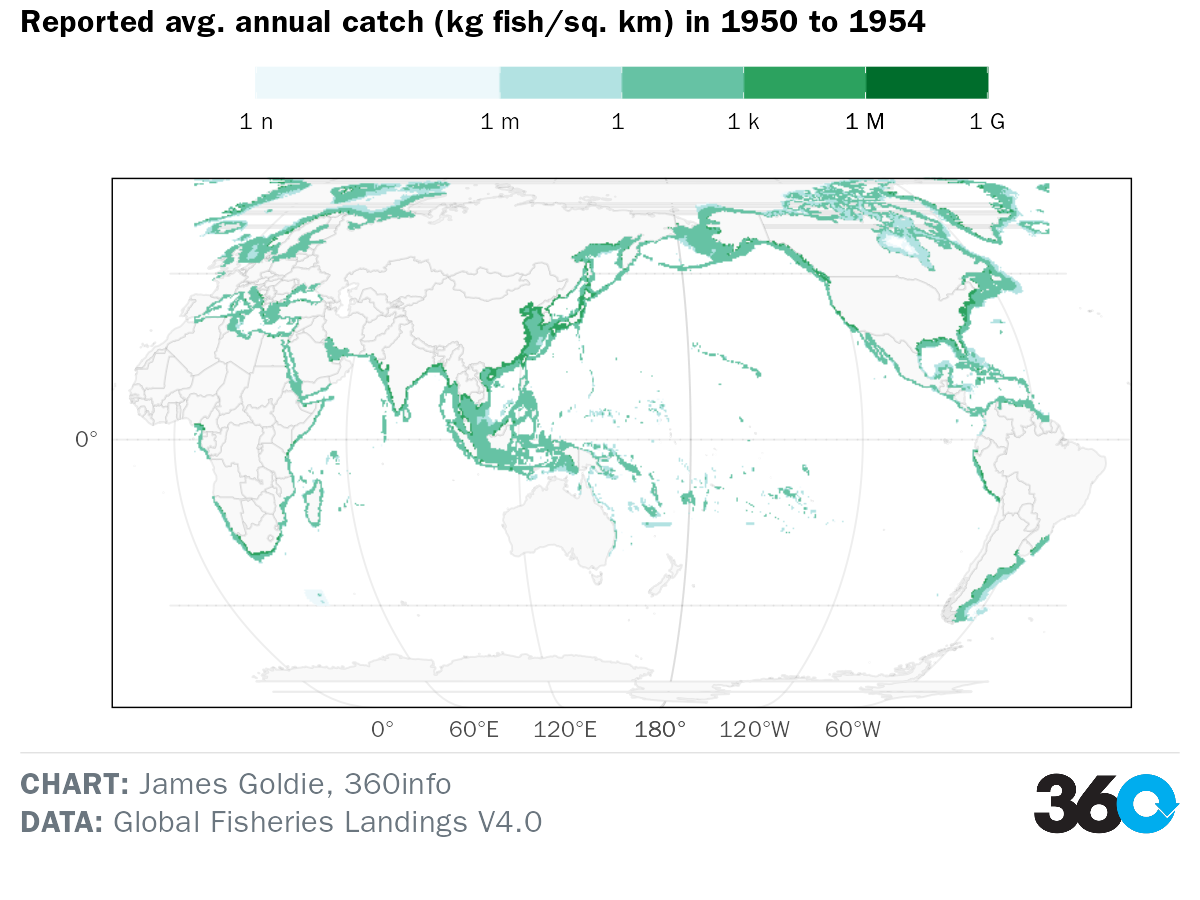 Reported avg. annual catch (kg fish/sq. km) in 1950 to 1954
1 n 1 m 1 1 k 1 M 1 G
0°
0° 60°E 120°E 180° 120°W 60°W
CHART: James Goldie, 360info
DATA: Global Fisheries Landings V4.0
360